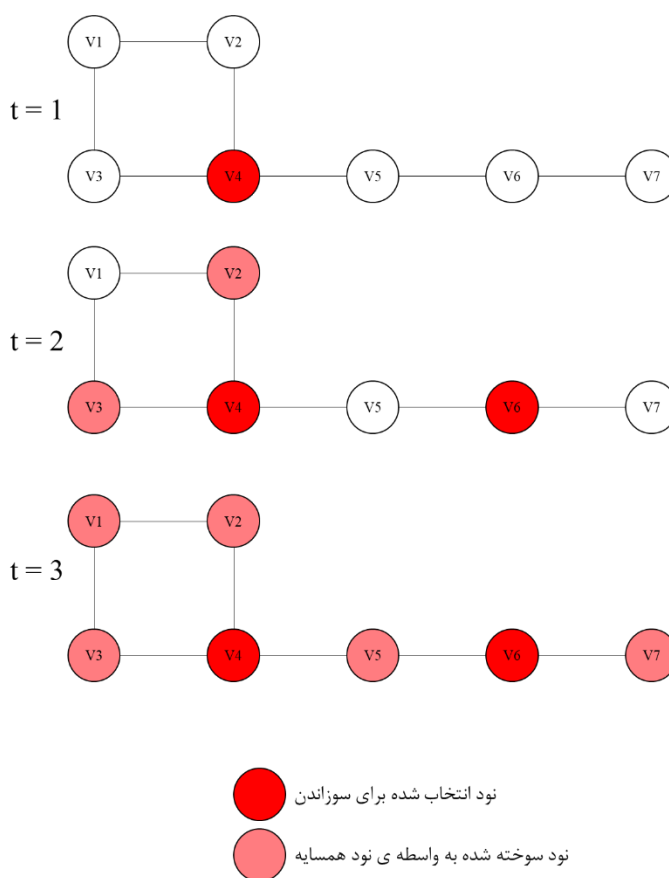 V1 V2
t = 1
V3 V4 V5 V6 V7
V1 V2
t = 2
V3 V4 V5 V6 V7
V1 V2
t = 3
V3 V4 V5 V6 V7
نود انتخاب شده برای سوزاندن
نود سوخته شده به واسطه ی نود همسایه